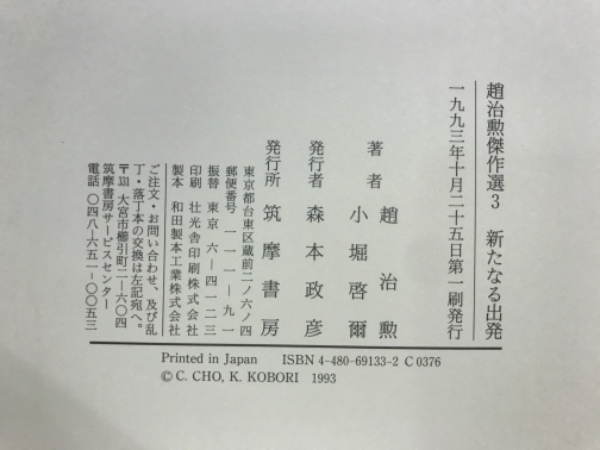 趙治勲傑作選3 新たなる出発
一九九三年十月二十五日第一刷発行
著者 趙治勲
小堀啓爾
発行者 森本政彦
発行所 筑摩書房
東京都台東区蔵前二ノ六ノ四
郵便番号 一一一―九一
振替 東京 六―四一二三
印刷 壮光舎印刷株式会社
製本 和田製本工業株式会社
ご注文・お問い合わせ、及び乱
丁・落丁本の交換は左記宛へ。
〒331 大宮市櫛引町二―六〇四
筑摩書房サービスセンター
電話 〇四八―六五一―〇〇五三
Printed in Japan ISBN 4-480-69133-2 C 0376
© C. CHO, K. KOBORI 1993